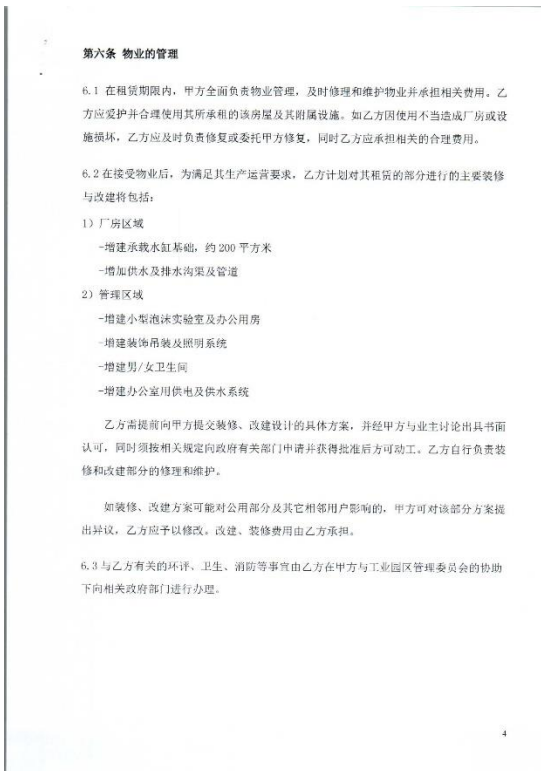 第六条 物业的管理
6.1 在租赁期限内，甲方全面负责物业管理，及时修理和维护物业并承担相关费用。乙
方应爱护并合理使用其所承租的该房屋及其附属设施。如乙方因使用不当造成厂房或设
施损坏，乙方应及时负责修复或委托甲方修复，同时乙方应承担相关的合理费用。
6.2 在接受物业后，为满足其生产运营要求，乙方计划对其租赁的部分进行的主要装修
与改建将包括：
1）厂房区域
-增建承载水缸基础，约 200 平方米
-增加供水及排水沟渠及管道
2）管理区域
-增建小型泡沫实验室及办公用房
-增建装饰吊装及照明系统
-增建男/女卫生间
-增建办公室用供电及供水系统
乙方需提前向甲方提交装修、改建设计的具体方案，并经甲方与业主讨论出具书面
认可，同时须按相关规定向政府有关部门申请并获得批准后方可动工。乙方自行负责装
修和改建部分的修理和维护。
如装修、改建方案可能对公用部分及其它相邻用户影响的，甲方可对该部分方案提
出异议，乙方应予以修改。改建、装修费用由乙方承担。
6.3 与乙方有关的环评、卫生、消防等事宜由乙方在甲方与工业园区管理委员会的协助
下向相关政府部门进行办理。
4